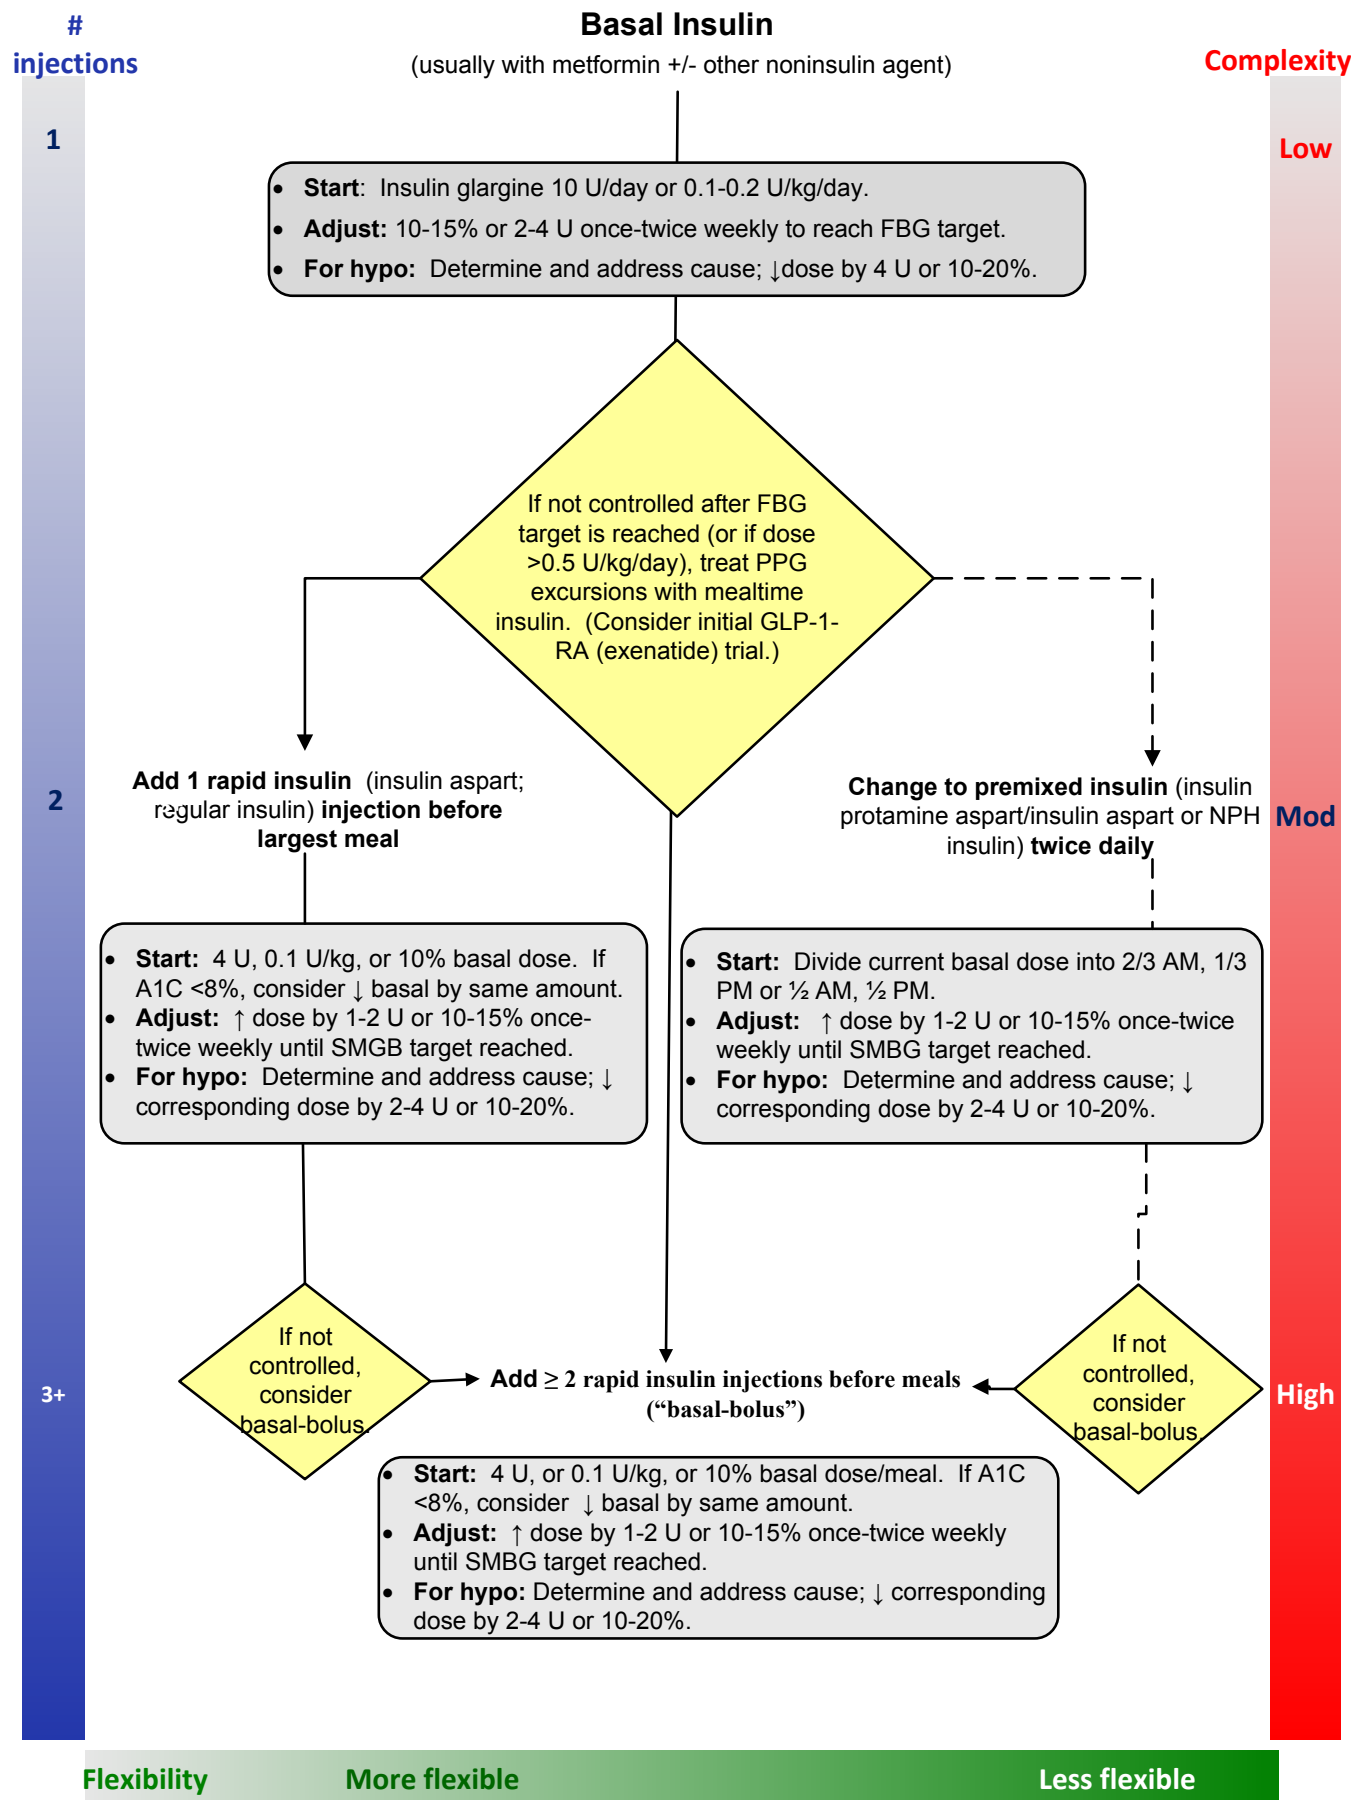 #
injections
Basal Insulin
(usually with metformin +/- other noninsulin agent)
Complexity
1
Low
• Start:  Insulin glargine 10 U/day or 0.1-0.2 U/kg/day.
• Adjust: 10-15% or 2-4 U once-twice weekly to reach FBG target.
• For hypo:  Determine and address cause; ↓dose by 4 U or 10-20%.
If not controlled after FBG
target is reached (or if dose
>0.5 U/kg/day), treat PPG
excursions with mealtime
insulin.  (Consider initial GLP-1-
RA (exenatide) trial.)
2
Add 1 rapid insulin  (insulin aspart;
regular insulin) injection before
largest meal
Change to premixed insulin (insulin
protamine aspart/insulin aspart or NPH
insulin) twice daily
Mod
• Start:  4 U, 0.1 U/kg, or 10% basal dose.  If
A1C <8%, consider ↓ basal by same amount.
• Adjust:  ↑ dose by 1-2 U or 10-15% once-
twice weekly until SMGB target reached.
• For hypo:  Determine and address cause; ↓
corresponding dose by 2-4 U or 10-20%.
• Start:  Divide current basal dose into 2/3 AM, 1/3
PM or ½ AM, ½ PM.
• Adjust:  ↑ dose by 1-2 U or 10-15% once-twice
weekly until SMBG target reached.
• For hypo:  Determine and address cause; ↓
corresponding dose by 2-4 U or 10-20%.
3+
If not
controlled,
consider
basal-bolus.
Add ≥ 2 rapid insulin injections before meals
(“basal-bolus”)
If not
controlled,
consider
basal-bolus.
High
• Start:  4 U, or 0.1 U/kg, or 10% basal dose/meal.  If A1C
<8%, consider  ↓ basal by same amount.
• Adjust:  ↑ dose by 1-2 U or 10-15% once-twice weekly
until SMBG target reached.
• For hypo: Determine and address cause; ↓ corresponding
dose by 2-4 U or 10-20%.
Flexibility
More flexible
Less flexible